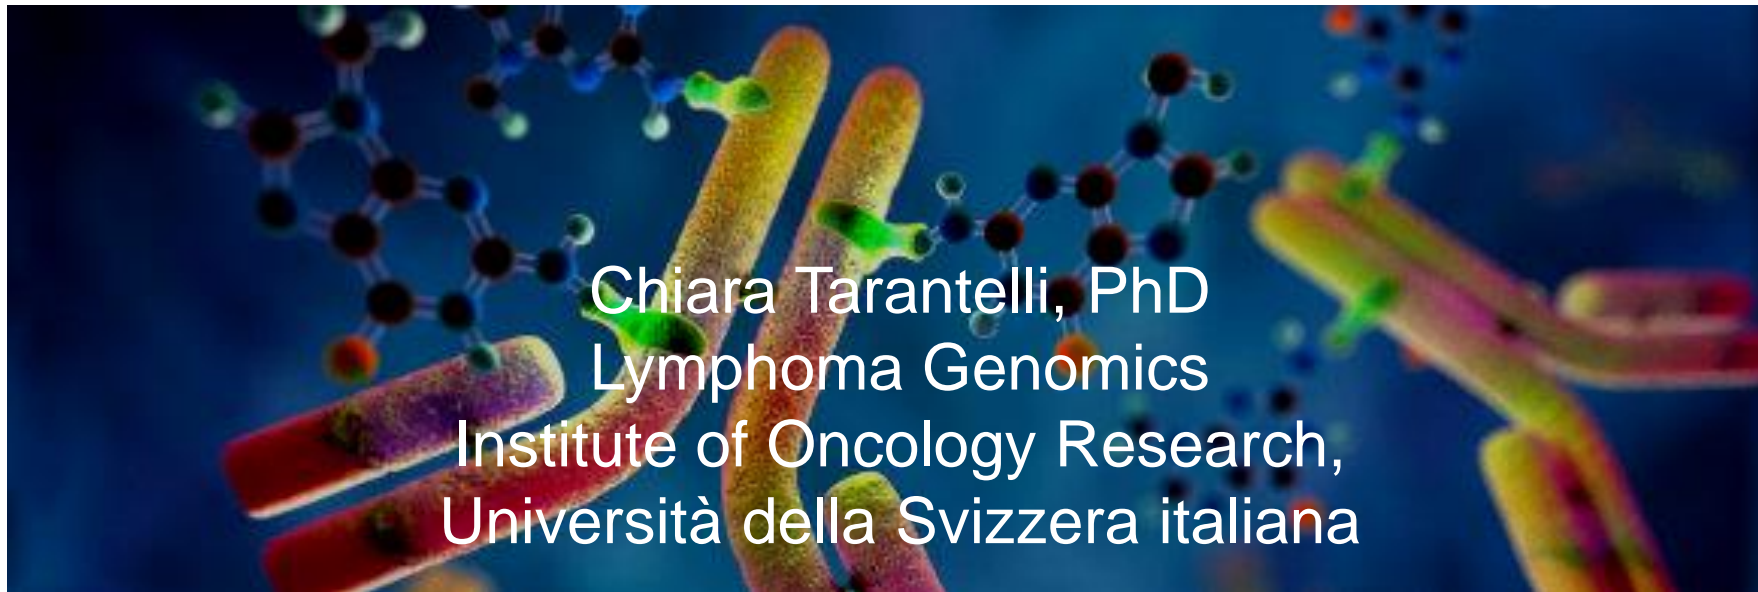 Chiara Tarantelli, PhD
Lymphoma Genomics
Institute of Oncology Research,
Università della Svizzera italiana